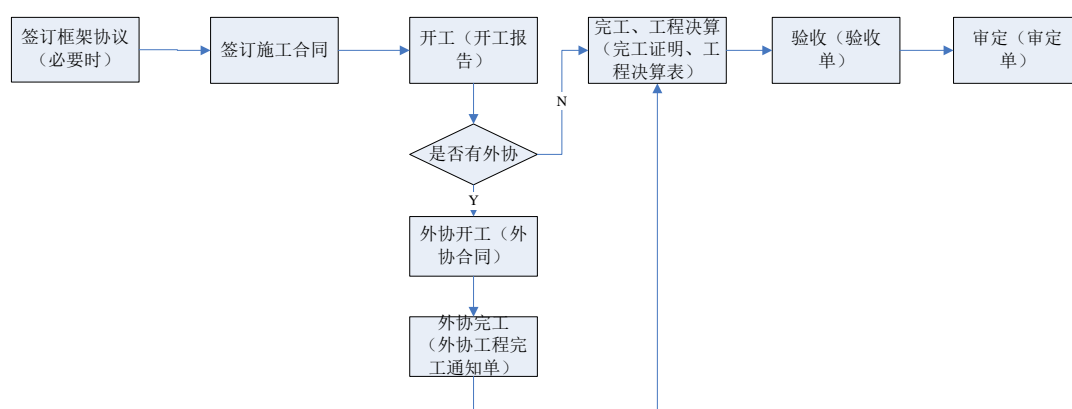 签订框架协议
（必要时）
签订施工合同
开工（开工报
告）
完工、工程决算
（完工证明、工
程决算表）
验收（验收
单）
审定（审定
单）
N
是否有外协
Y
外协开工（外
协合同）
外协完工
（外协工程完
工通知单）